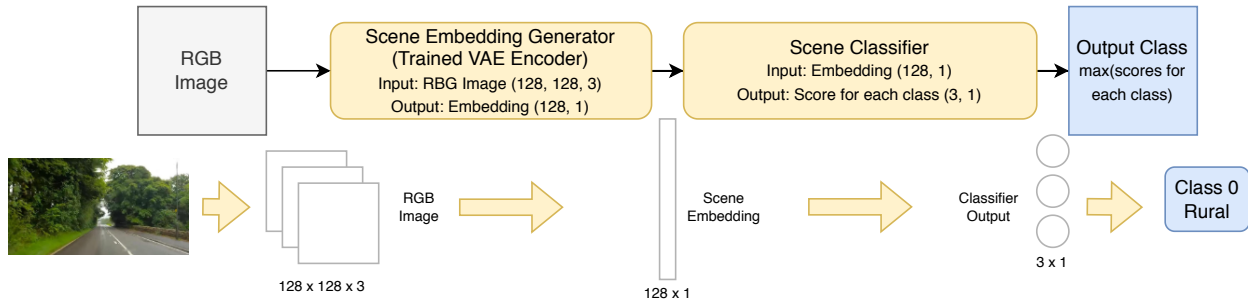 RGB
Image
Scene Embedding Generator
(Trained VAE Encoder)
Input: RBG Image (128, 128, 3)
Output: Embedding (128, 1)
Scene Classifier
Input: Embedding (128, 1)
Output: Score for each class (3, 1)
Output Class
max(scores for
each class)
RGB
Image
128 x 128 x 3
Scene
Embedding
128 x 1
Classifier
Output
3 x 1
Class 0
Rural